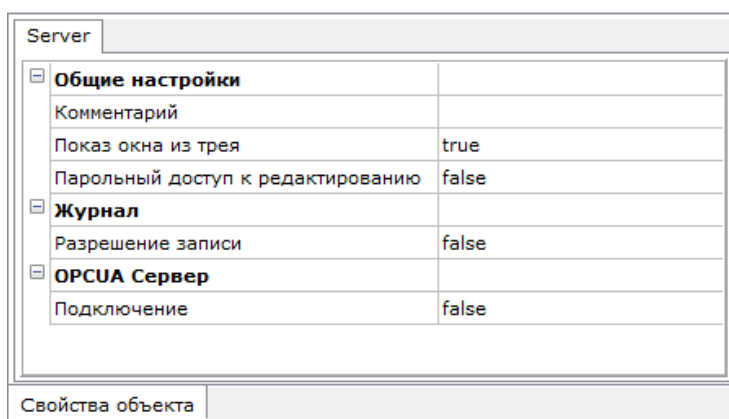 Server
Общие настройки
Комментарий
Показ окна из трея true
Парольный доступ к редактированию false
Журнал
Разрешение записи false
OPCUA Сервер
Подключение false
Свойства объекта